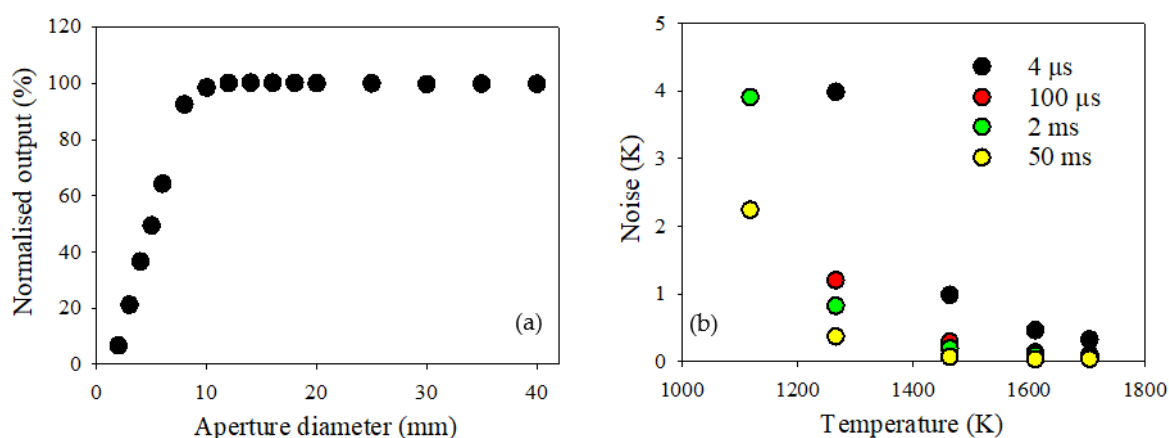 120
100
80
60
40
20
0
Normalised output (%)
(a)
0 10 20 30 40
Aperture diameter (mm)
5
4
3
2
1
0
Noise (K)
4 μs
100 μs
2 ms
50 ms
(b)
1000 1200 1400 1600 1800
Temperature (K)